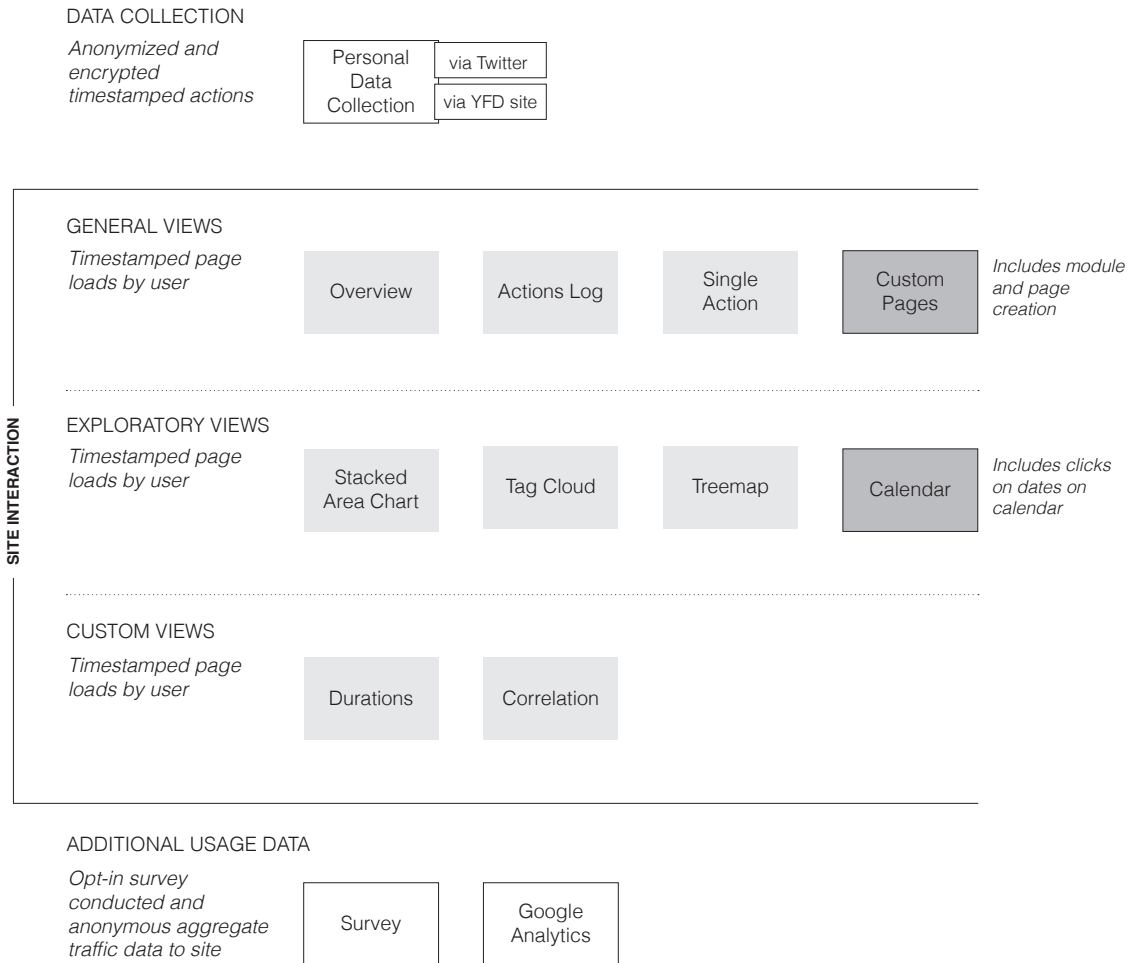 DATA COLLECTION
Anonymized and
encrypted
timestamped actions
Personal
Data
Collection
via Twitter
via YFD site
SITE INTERACTION
GENERAL VIEWS
Timestamped page
loads by user
Overview
Actions Log
Single
Action
Custom
Pages
Includes module
and page
creation
EXPLORATORY VIEWS
Timestamped page
loads by user
Stacked
Area Chart
Tag Cloud
Treemap
Calendar
Includes clicks
on dates on
calendar
CUSTOM VIEWS
Timestamped page
loads by user
Durations
Correlation
ADDITIONAL USAGE DATA
Opt-in survey
conducted and
anonymous aggregate
traffic data to site
Survey
Google
Analytics